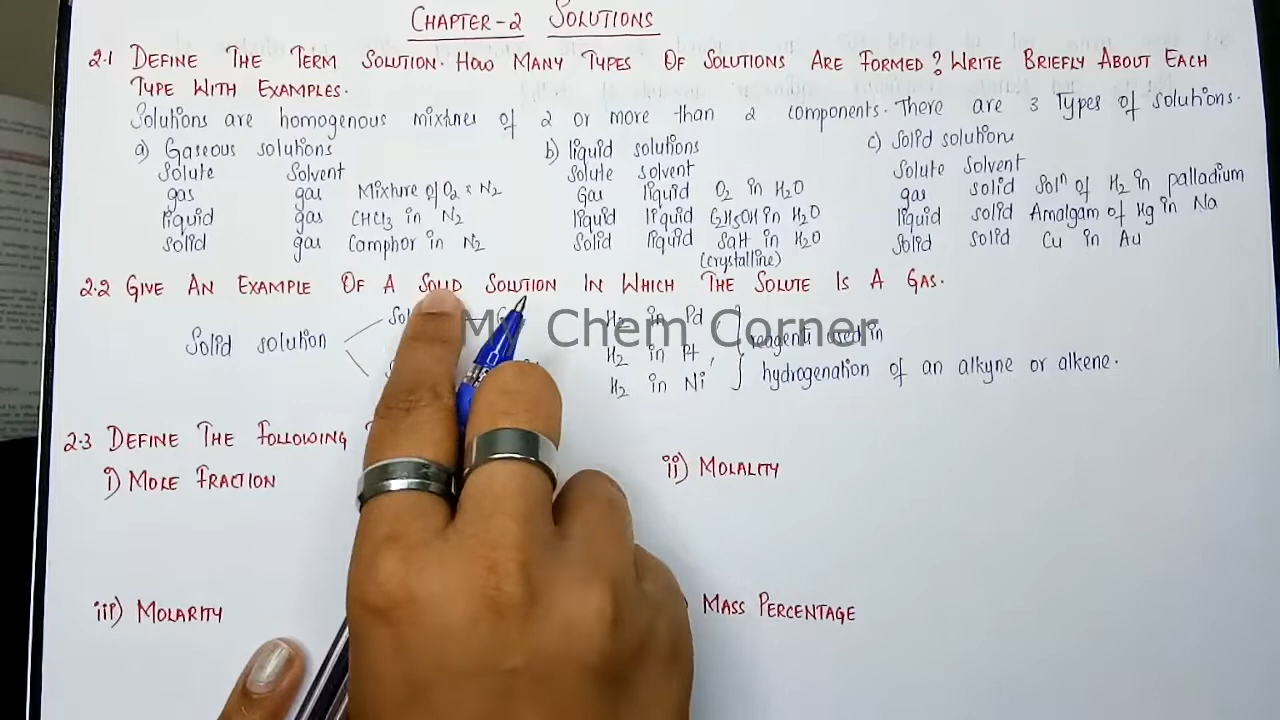 CHAPTER-2 SOLUTIONS
2.1 DEFINE THE TERM SOLUTION. HOW MANY TYPES OF SOLUTIONS ARE FORMED? WRITE BRIEFLY ABOUT EACH
TYPE WITH EXAMPLES.
Solutions are homogenous mixtures of 2 or more than 2 components. There are 3 Types of solutions.
a) Gaseous solutions
Solute Solvent
gas gas Mixture of O2 & N2
liquid gas CHCl3 in N2
solid gas Camphor in N2
b) liquid solutions
Solute solvent
Gas liquid O2 in H2O
liquid liquid C2H5OH in H2O
Solid liquid Salt in H2O
(crystalline)
c) Solid solutions
Solute Solvent
gas solid Soln of H2 in palladium
liquid solid Amalgam of Hg in Na
Solid solid Cu in Au
2.2 GIVE AN EXAMPLE OF A SOLID SOLUTION IN WHICH THE SOLUTE IS A GAS.
Solid solution
H2 in Pd
H2 in Pt,
H2 in Ni
reagents used in
hydrogenation of an alkyne or alkene.
My Chem Corner
2.3 DEFINE THE FOLLOWING
i) MOLE FRACTION
ii) MOLALITY
iii) MOLARITY
MASS PERCENTAGE